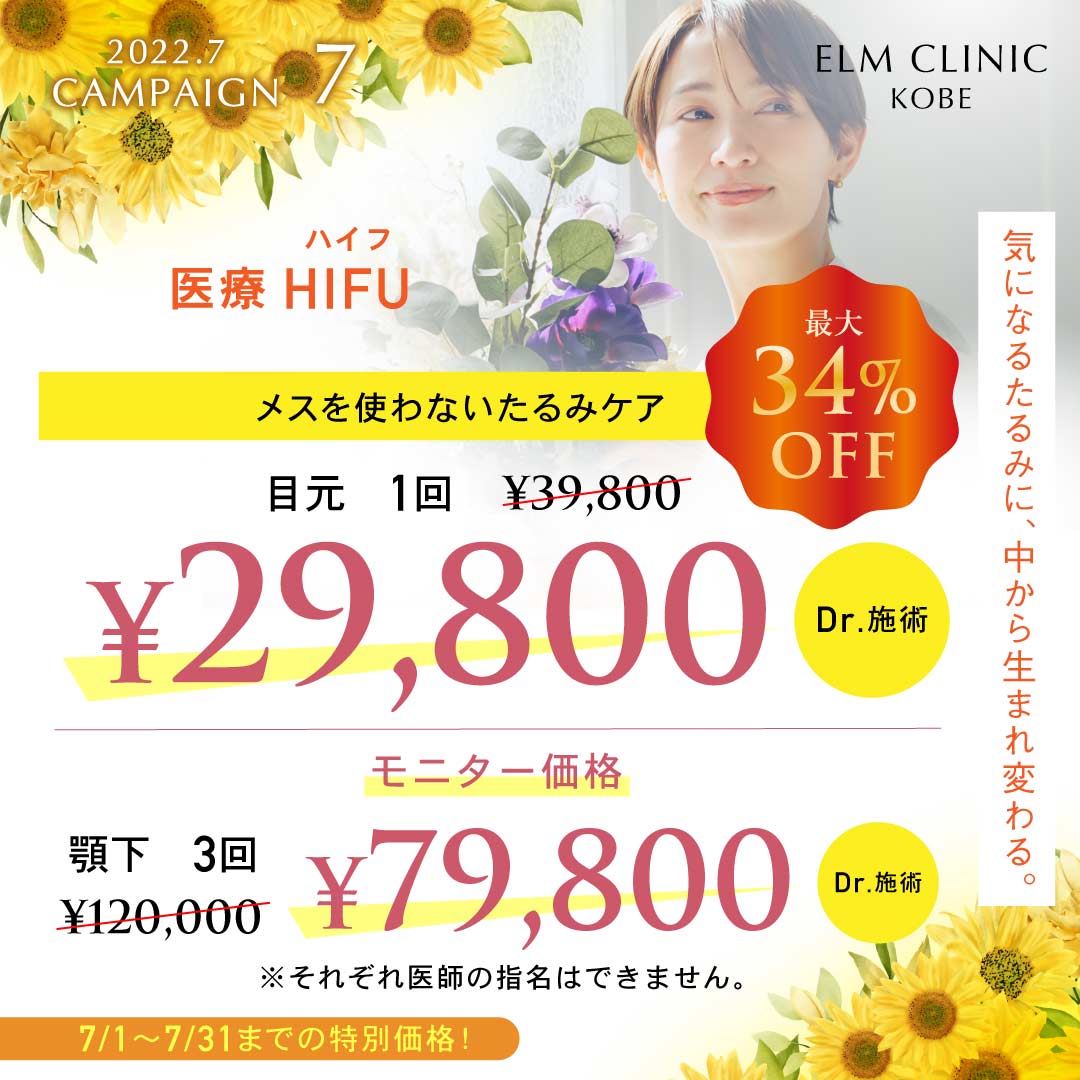 2022.7
CAMPAIGN 7
ELM CLINIC
KOBE
ハイフ
医療 HIFU
最大
34%
OFF
メスを使わないたるみケア
気になるたるみに、中から生まれ変わる。
目元 1回 ¥39,800
¥29,800
Dr.施術
モニター価格
顎下 3回
¥120,000
¥79,800
Dr.施術
※それぞれ医師の指名はできません。
7/1〜7/31までの特別価格!